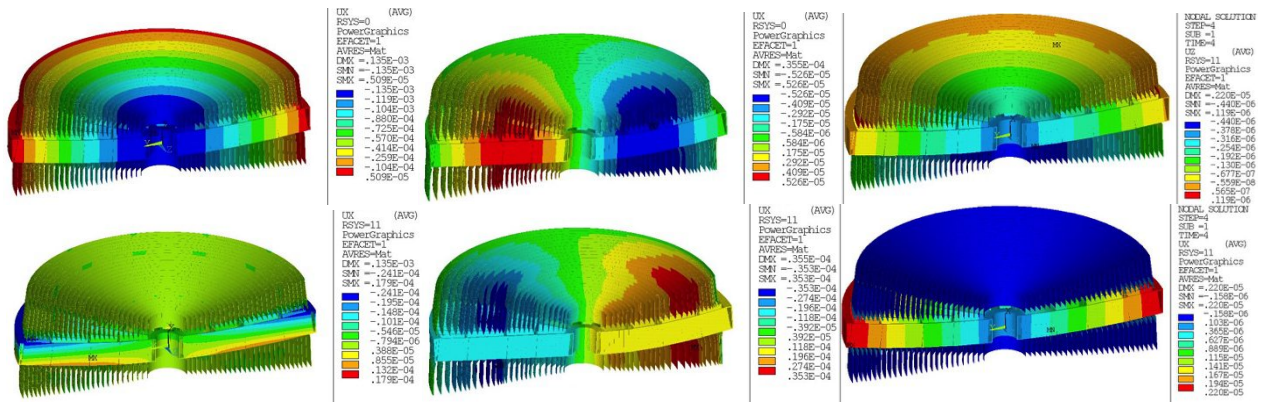 UX (AVG)
RSYS=0
PowerGraphics
EFACET=1
AVRES=Mat
DMX =.135E-03
SMN =-.135E-03
SMX =.509E-05
-.135E-03
-.119E-03
-.104E-03
-.880E-04
-.725E-04
-.570E-04
-.414E-04
-.259E-04
-.104E-04
.509E-05
UX (AVG)
RSYS=0
PowerGraphics
EFACET=1
AVRES=Mat
DMX =.355E-04
SMN =-.526E-05
SMX =.526E-05
-.526E-05
-.409E-05
-.292E-05
-.175E-05
-.584E-06
.584E-06
.175E-05
.292E-05
.409E-05
.526E-05
MX
NODAL SOLUTION
STEP=4
SUB =1
TIME=4
UZ (AVG)
RSYS=11
PowerGraphics
EFACET=1
AVRES=Mat
DMX =.220E-05
SMN =-.440E-06
SMX =.119E-06
-.440E-06
-.378E-06
-.316E-06
-.254E-06
-.192E-06
-.130E-06
-.677E-07
-.559E-08
.565E-07
.119E-06
MX
UX (AVG)
RSYS=11
PowerGraphics
EFACET=1
AVRES=Mat
DMX =.135E-03
SMN =-.241E-04
SMX =.179E-04
-.241E-04
-.195E-04
-.148E-04
-.101E-04
-.546E-05
-.794E-06
.388E-05
.855E-05
.132E-04
.179E-04
UX (AVG)
RSYS=11
PowerGraphics
EFACET=1
AVRES=Mat
DMX =.355E-04
SMN =-.353E-04
SMX =.353E-04
-.353E-04
-.274E-04
-.196E-04
-.118E-04
-.392E-05
.392E-05
.118E-04
.196E-04
.274E-04
.353E-04
MN
NODAL SOLUTION
STEP=4
SUB =1
TIME=4
UX (AVG)
RSYS=11
PowerGraphics
EFACET=1
AVRES=Mat
DMX =.220E-05
SMN =-.158E-06
SMX =.220E-05
-.158E-06
.103E-06
.365E-06
.627E-06
.889E-06
.115E-05
.141E-05
.167E-05
.194E-05
.220E-05